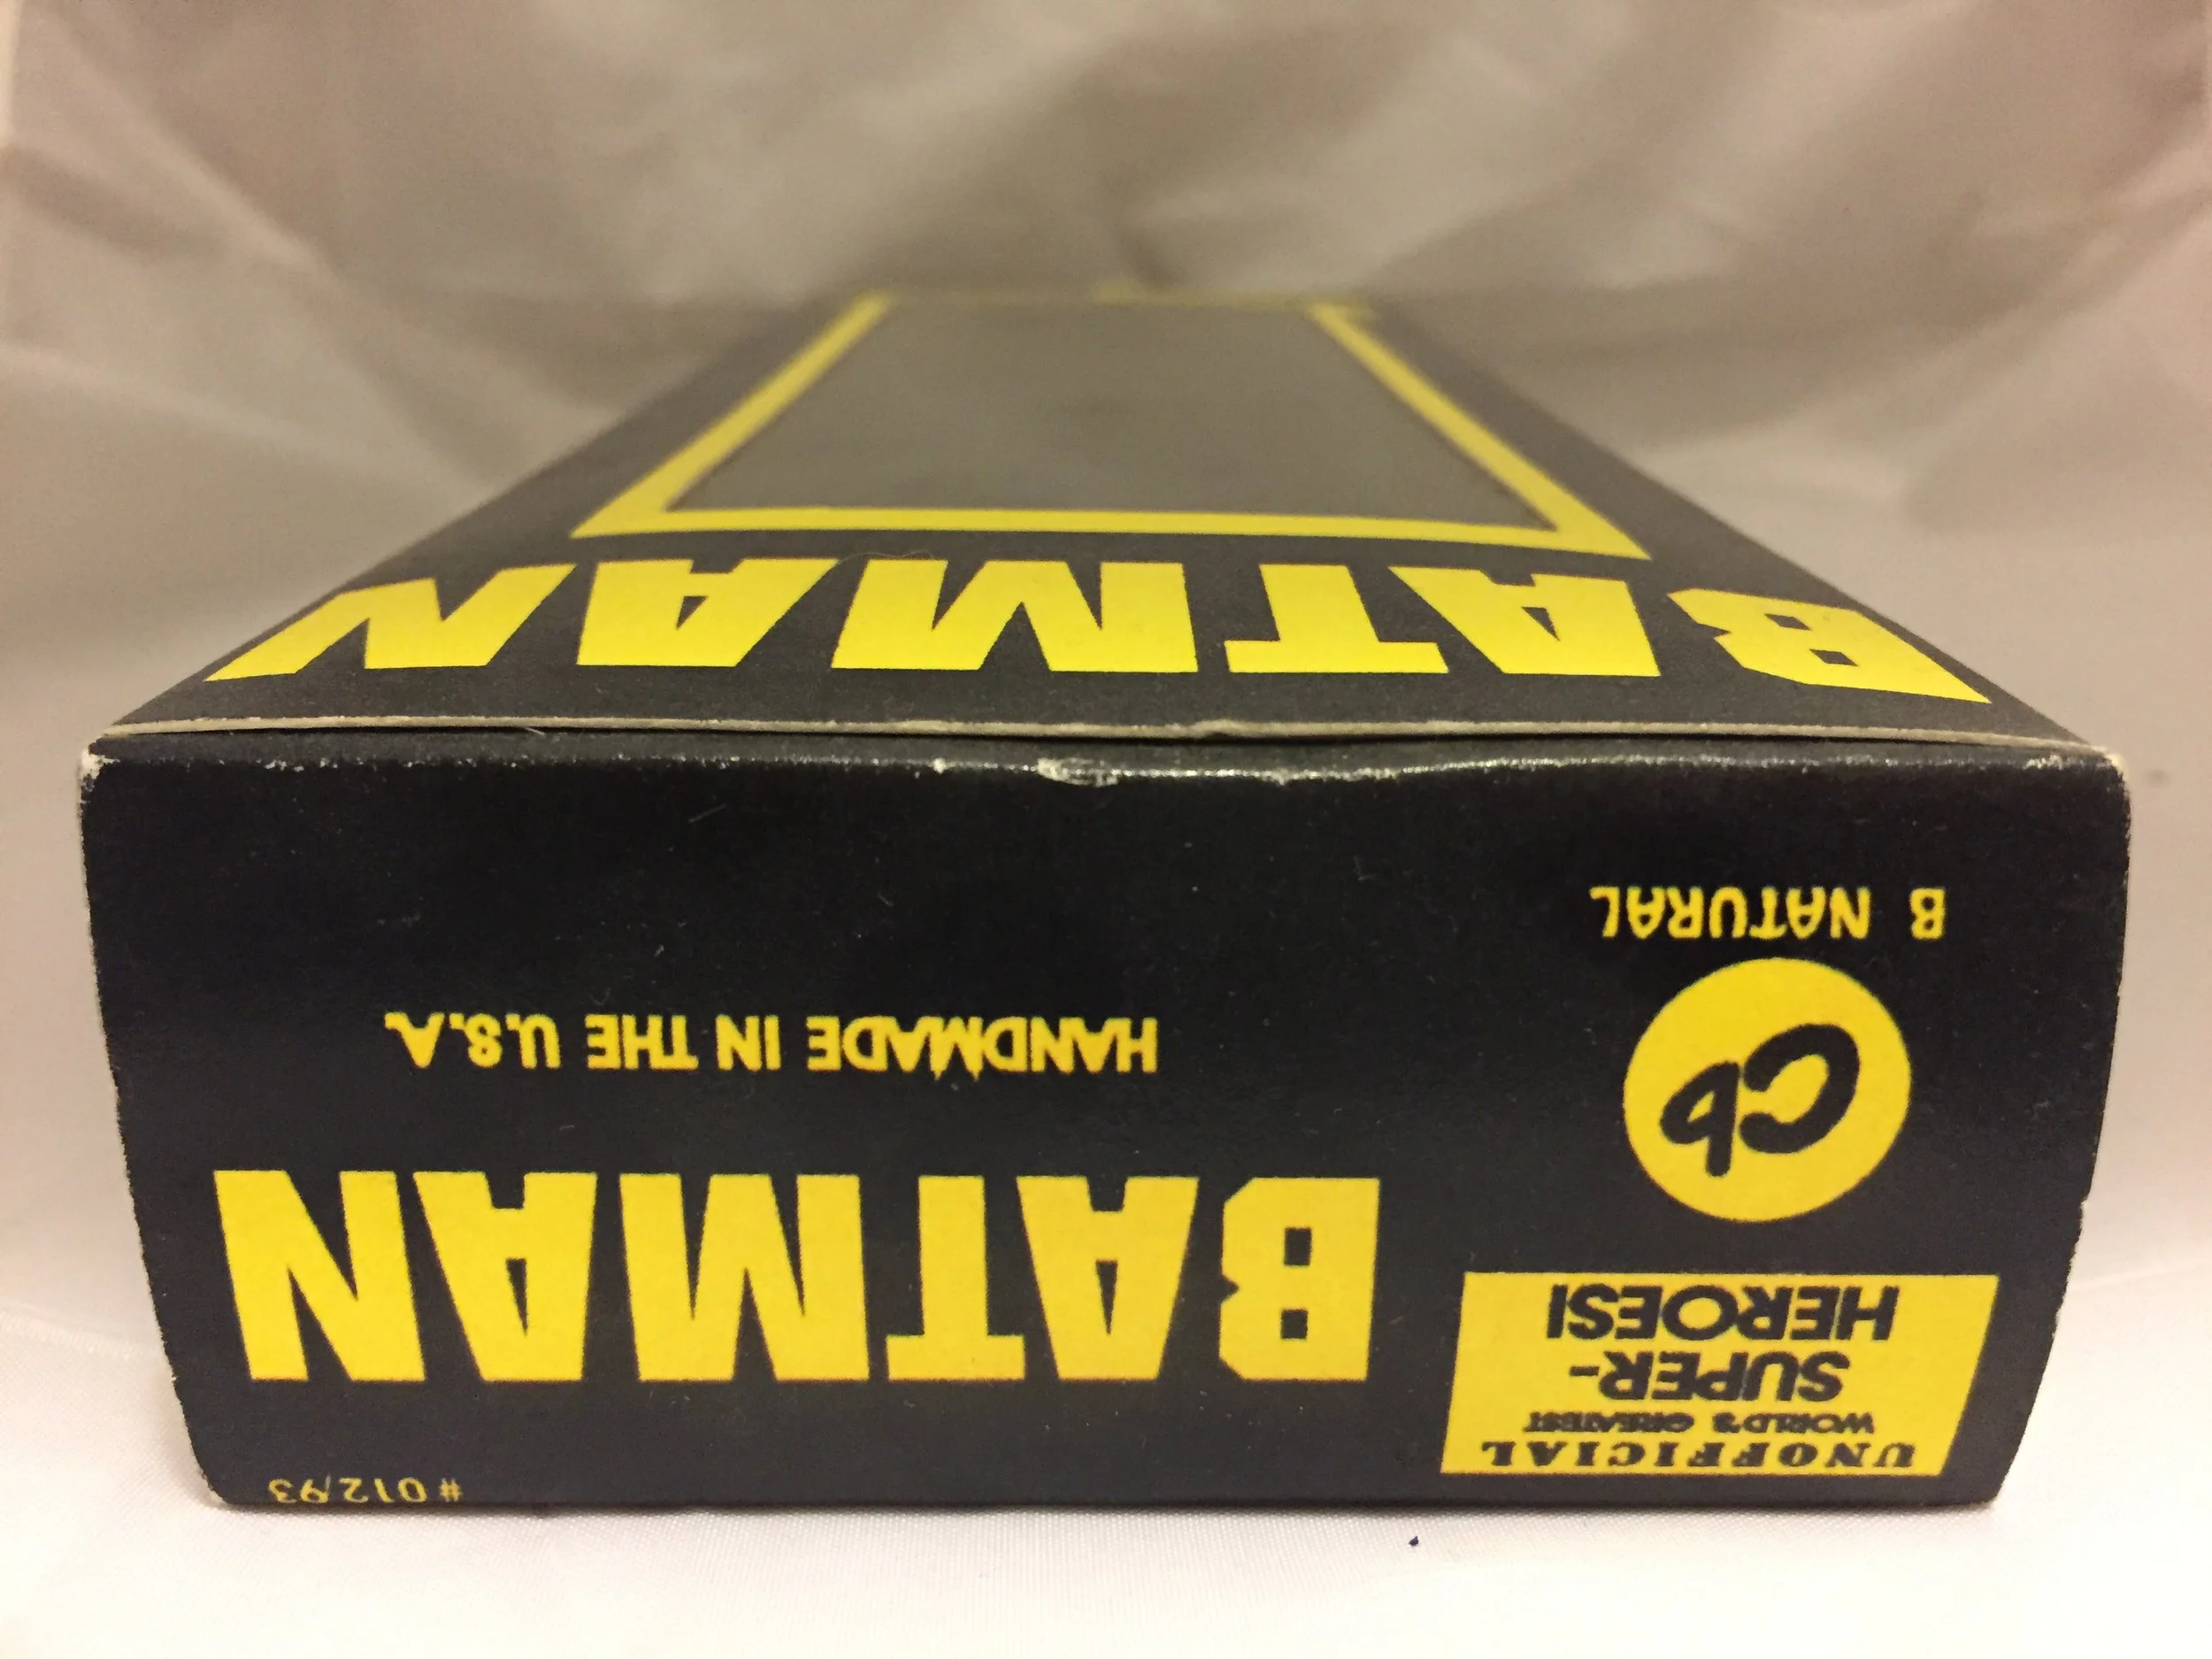 BATMAN
UNOFFICIAL
WORLD'S GREATEST
SUPER-
HEROES!
Cb
B NATURAL
BATMAN
HANDMADE IN THE U.S.A.
# 012/93